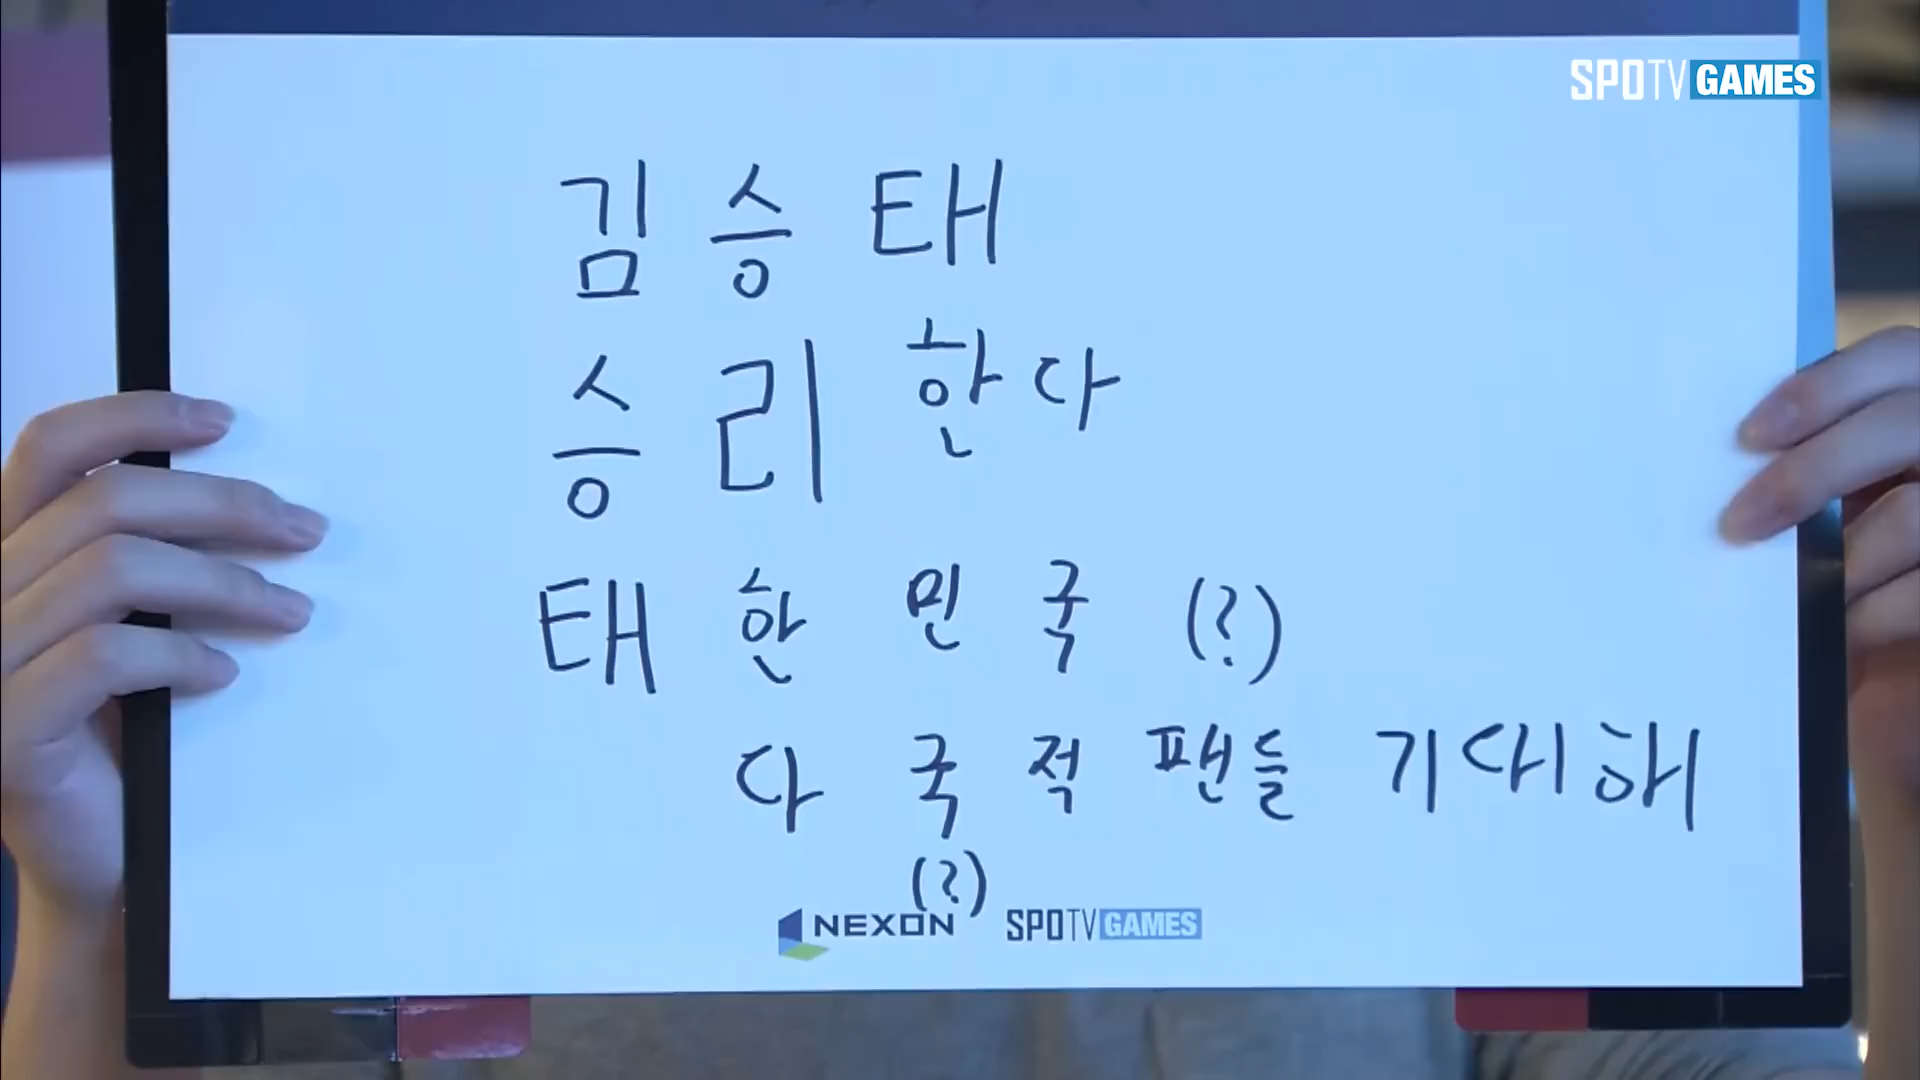 SPOTV GAMES
김 승 태
승 리 한다
태 한 민 국 (?)
다 국 적 팬들 기대해
(?)
NEXON SPOTV GAMES